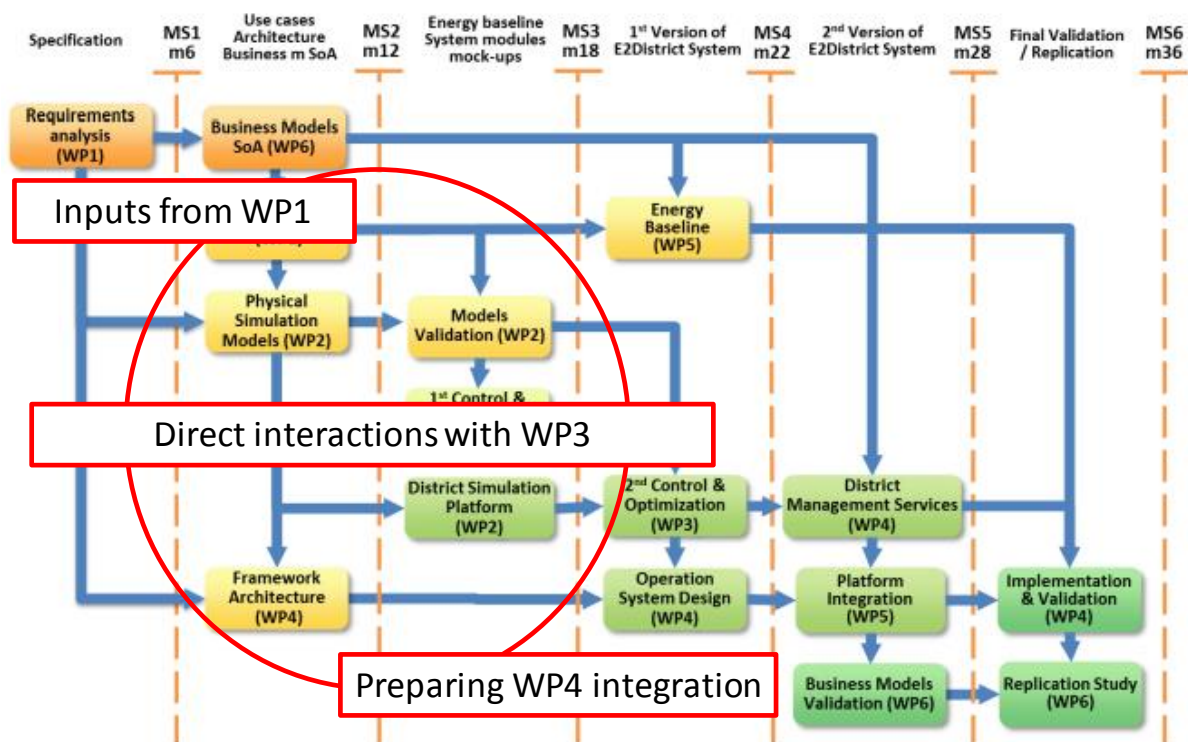 Specification
MS1
m6
Use cases
Architecture
Business m SoA
MS2
m12
Energy baseline
System modules
mock-ups
MS3
m18
1st Version of
E2District System
MS4
m22
2nd Version of
E2District System
MS5
m28
Final Validation
/ Replication
MS6
m36
Requirements
analysis
(WP1)
Business Models
SoA (WP6)
Inputs from WP1
Energy
Baseline
(WP5)
Physical
Simulation
Models (WP2)
Models
Validation (WP2)
1st Control &
Direct interactions with WP3
District Simulation
Platform
(WP2)
2nd Control &
Optimization
(WP3)
District
Management Services
(WP4)
Framework
Architecture
(WP4)
Operation
System Design
(WP4)
Platform
Integration
(WP5)
Implementation
& Validation
(WP4)
Preparing WP4 integration
Business Models
Validation (WP6)
Replication Study
(WP6)